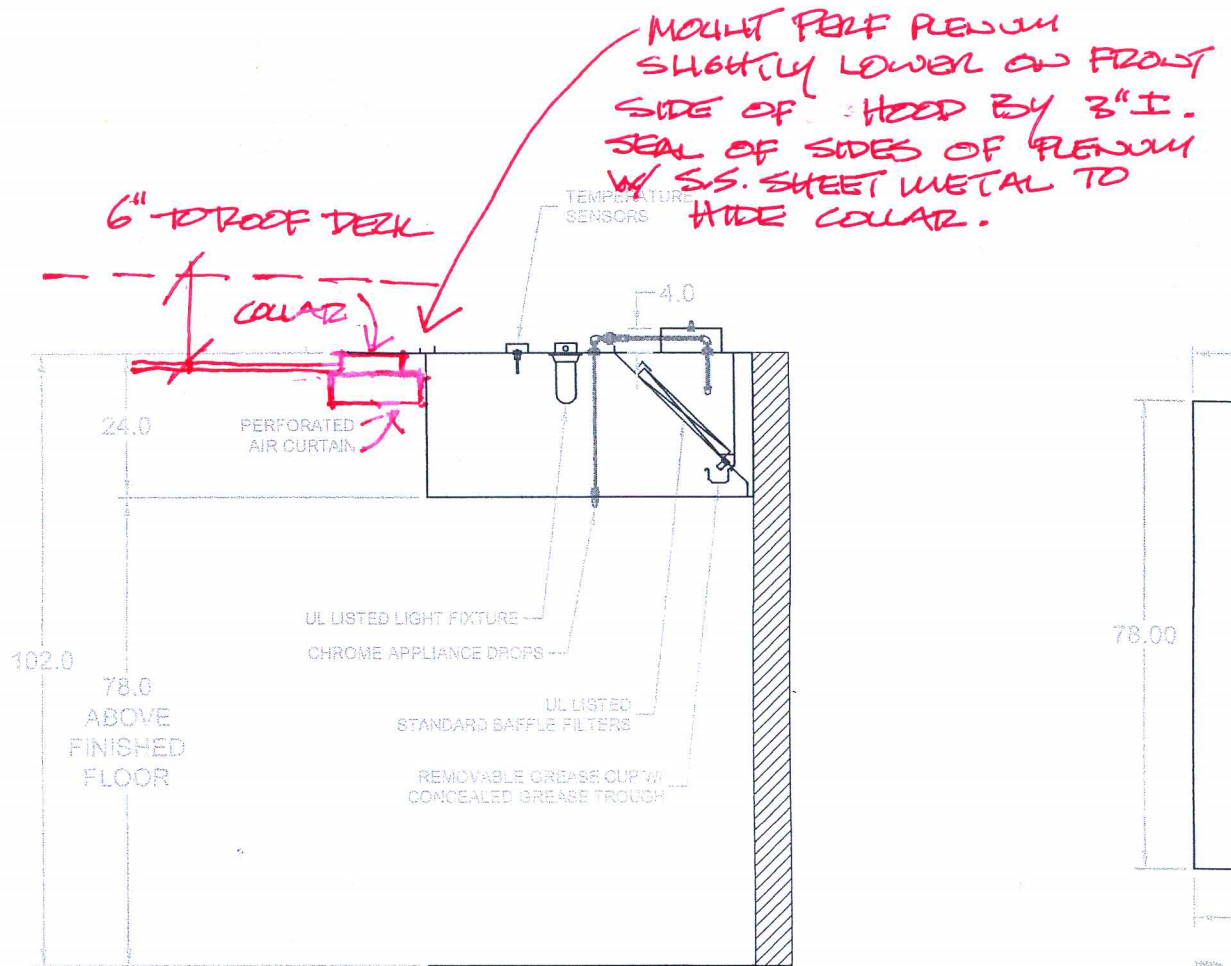 MOUNT PERF PLENUM
SLIGHTLY LOWER ON FRONT
SIDE OF HOOD BY 3"±.
SEAL OF SIDES OF PLENUM
W/ S.S. SHEET METAL TO
HIDE COLLAR.
TEMPERATURE
SENSORS
6" TO ROOF DECK
COLLAR
4.0
24.0
PERFORATED
AIR CURTAIN
UL LISTED LIGHT FIXTURE
CHROME APPLIANCE DROPS
102.0
78.0
ABOVE
FINISHED
FLOOR
UL LISTED
STANDARD BAFFLE FILTERS
REMOVABLE GREASE CUP W/
CONCEALED GREASE TROUGH
78.00